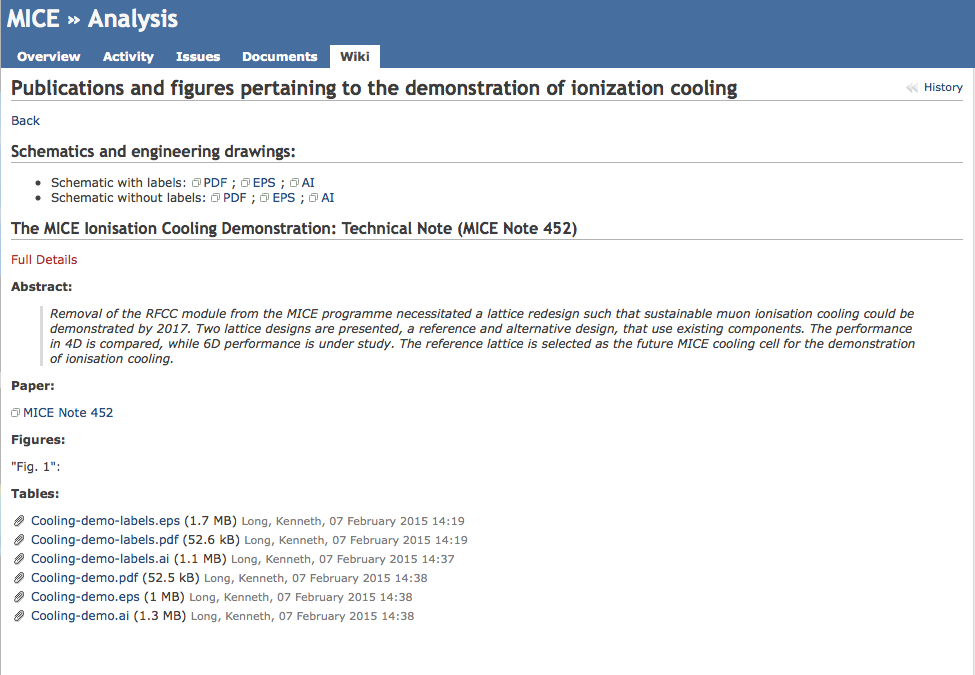 MICE » Analysis
Overview Activity Issues Documents Wiki
Publications and figures pertaining to the demonstration of ionization cooling
History
Back
Schematics and engineering drawings:
Schematic with labels: PDF ; EPS ; AI
Schematic without labels: PDF ; EPS ; AI
The MICE Ionisation Cooling Demonstration: Technical Note (MICE Note 452)
Full Details
Abstract:
Removal of the RFCC module from the MICE programme necessitated a lattice redesign such that sustainable muon ionisation cooling could be
demonstrated by 2017. Two lattice designs are presented, a reference and alternative design, that use existing components. The performance
in 4D is compared, while 6D performance is under study. The reference lattice is selected as the future MICE cooling cell for the demonstration
of ionisation cooling.
Paper:
MICE Note 452
Figures:
"Fig. 1":
Tables:
Cooling-demo-labels.eps (1.7 MB) Long, Kenneth, 07 February 2015 14:19
Cooling-demo-labels.pdf (52.6 kB) Long, Kenneth, 07 February 2015 14:19
Cooling-demo-labels.ai (1.1 MB) Long, Kenneth, 07 February 2015 14:37
Cooling-demo.pdf (52.5 kB) Long, Kenneth, 07 February 2015 14:38
Cooling-demo.eps (1 MB) Long, Kenneth, 07 February 2015 14:38
Cooling-demo.ai (1.3 MB) Long, Kenneth, 07 February 2015 14:38